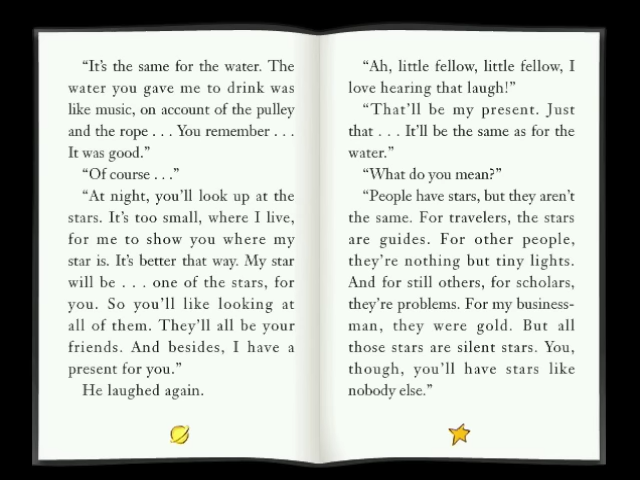 “It’s the same for the water. The
water you gave me to drink was
like music, on account of the pulley
and the rope . . . You remember . . .
It was good.”
“Of course . . .”
“At night, you’ll look up at the
stars. It’s too small, where I live,
for me to show you where my
star is. It’s better that way. My star
will be . . . one of the stars, for
you. So you’ll like looking at
all of them. They’ll all be your
friends. And besides, I have a
present for you.”
He laughed again.
“Ah, little fellow, little fellow, I
love hearing that laugh!”
“That’ll be my present. Just
that . . . It’ll be the same as for the
water.”
“What do you mean?”
“People have stars, but they aren’t
the same. For travelers, the stars
are guides. For other people,
they’re nothing but tiny lights.
And for still others, for scholars,
they’re problems. For my business-
man, they were gold. But all
those stars are silent stars. You,
though, you’ll have stars like
nobody else.”